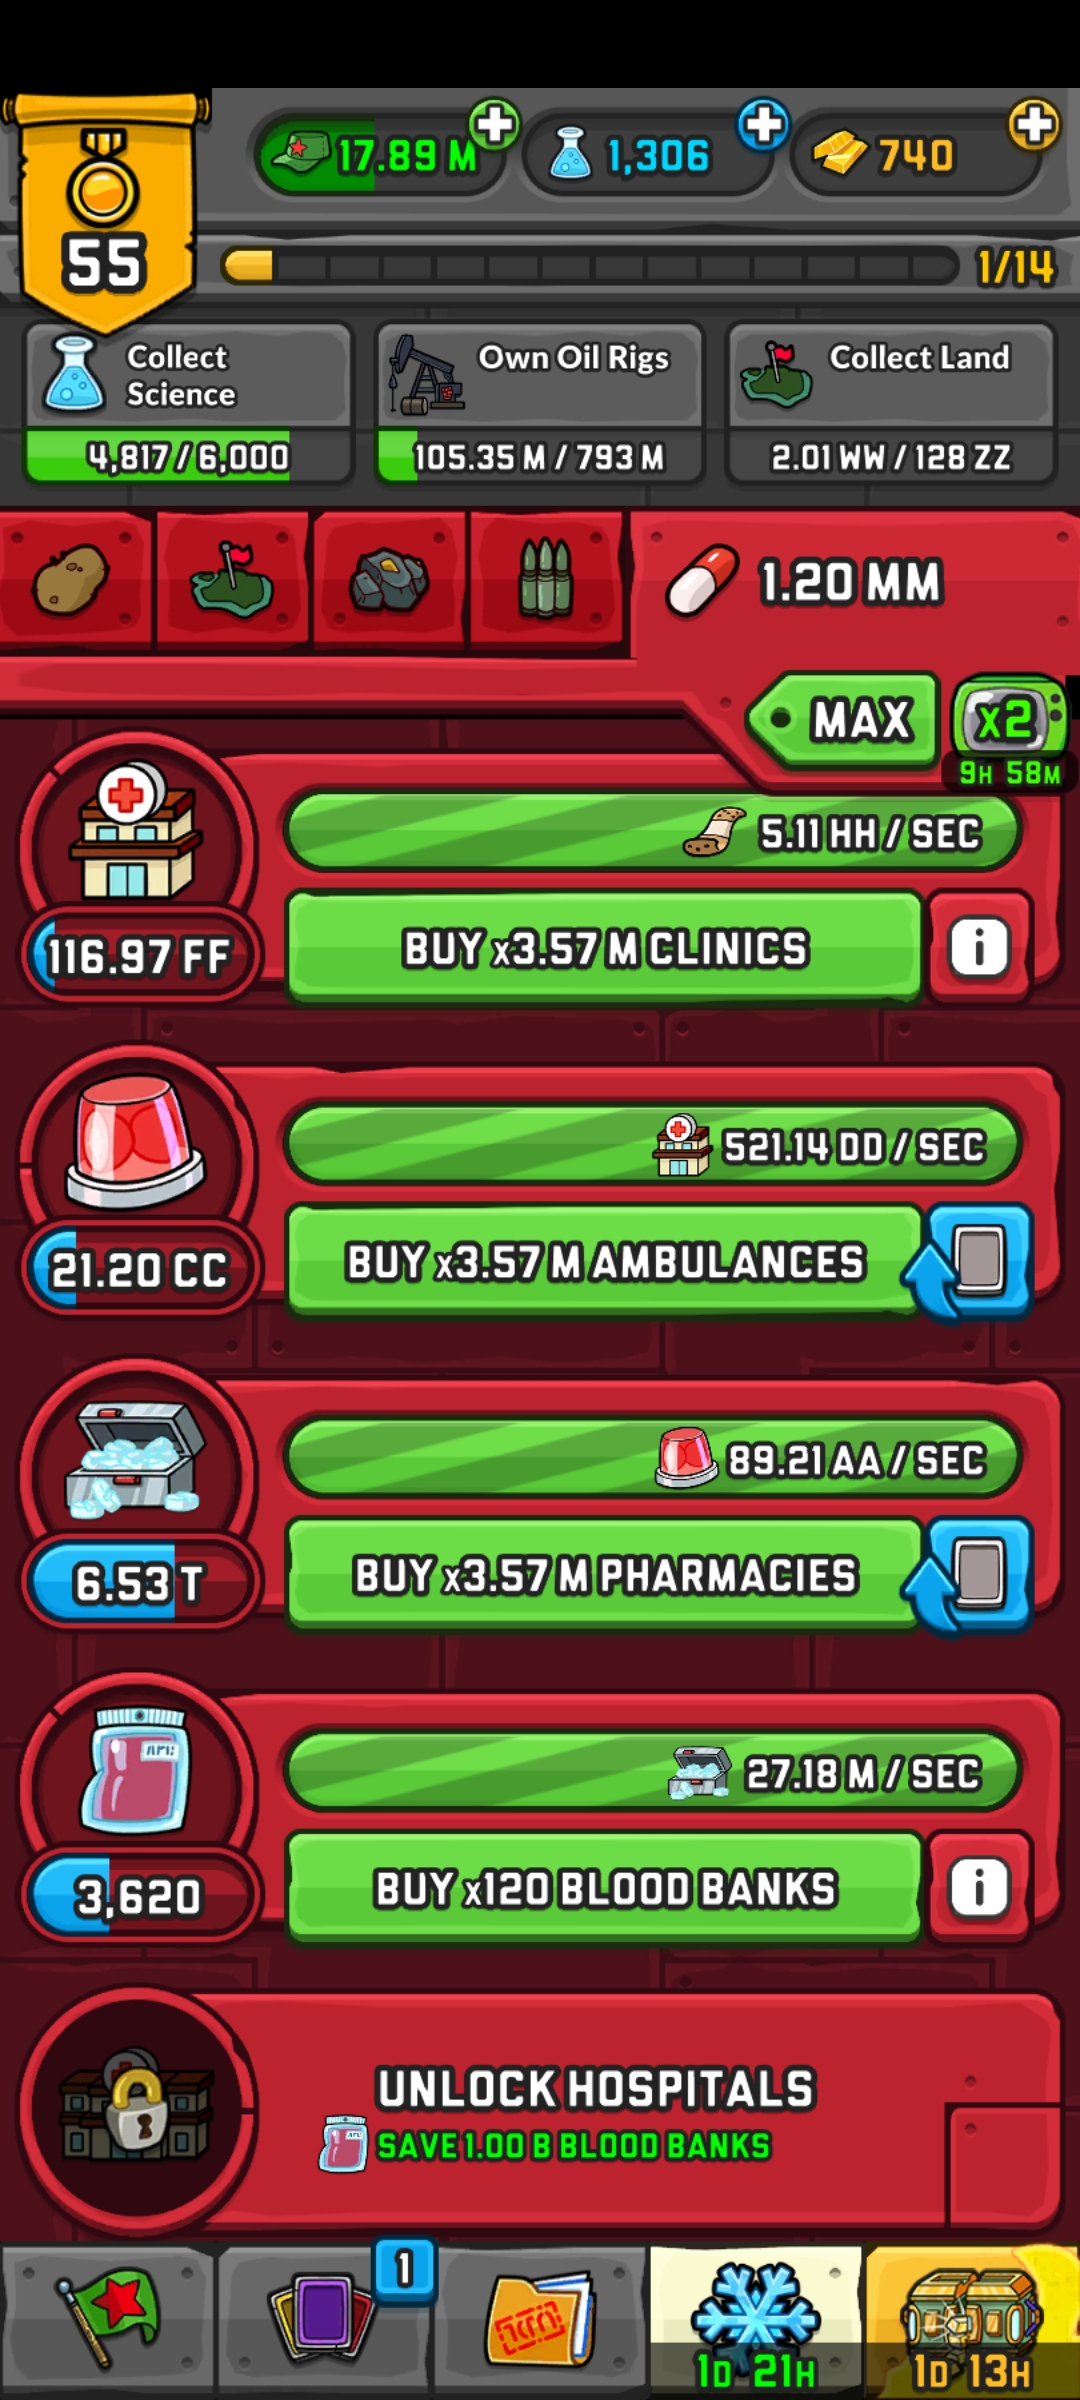 17.89 M
1,306
740
55
1/14
Collect
Science
4,817 / 6,000
Own Oil Rigs
105.35 M / 793 M
Collect Land
2.01 WW / 128 ZZ
1.20 MM
MAX
x2
9H 58M
5.11 HH / SEC
116.97 FF
BUY x3.57 M CLINICS
i
521.14 DD / SEC
21.20 CC
BUY x3.57 M AMBULANCES
89.21 AA / SEC
6.53 T
BUY x3.57 M PHARMACIES
27.18 M / SEC
3,620
BUY x120 BLOOD BANKS
i
UNLOCK HOSPITALS
SAVE 1.00 B BLOOD BANKS
1
1D 21H
1D 13H